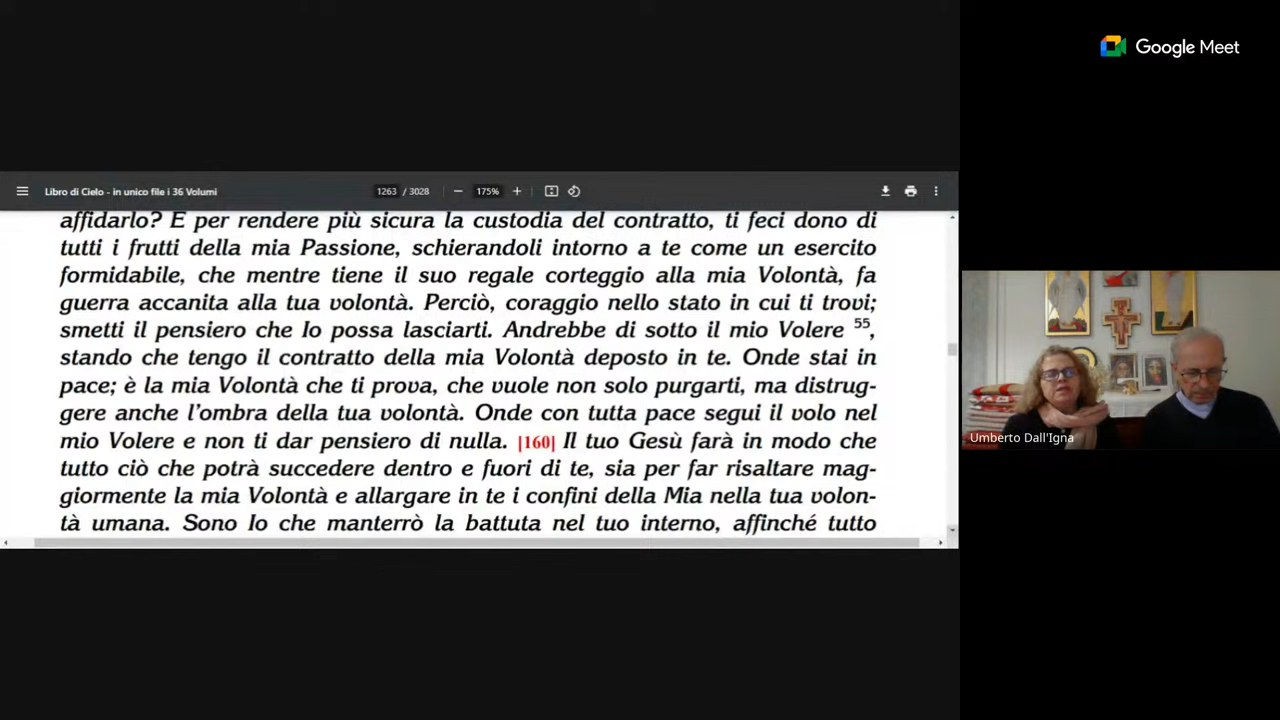 Google Meet
Libro di Cielo - in unico file i 36 Volumi
1263 / 3028
175%
affidarlo? E per rendere più sicura la custodia del contratto, ti feci dono di
tutti i frutti della mia Passione, schierandoli intorno a te come un esercito
formidabile, che mentre tiene il suo regale corteggio alla mia Volontà, fa
guerra accanita alla tua volontà. Perciò, coraggio nello stato in cui ti trovi;
smetti il pensiero che Io possa lasciarti. Andrebbe di sotto il mio Volere 55,
stando che tengo il contratto della mia Volontà deposto in te. Onde stai in
pace; è la mia Volontà che ti prova, che vuole non solo purgarti, ma distrug-
gere anche l'ombra della tua volontà. Onde con tutta pace segui il volo nel
mio Volere e non ti dar pensiero di nulla. |160| Il tuo Gesù farà in modo che
tutto ciò che potrà succedere dentro e fuori di te, sia per far risaltare mag-
giormente la mia Volontà e allargare in te i confini della Mia nella tua volon-
tà umana. Sono Io che manterrò la battuta nel tuo interno, affinché tutto
Umberto Dall'Igna